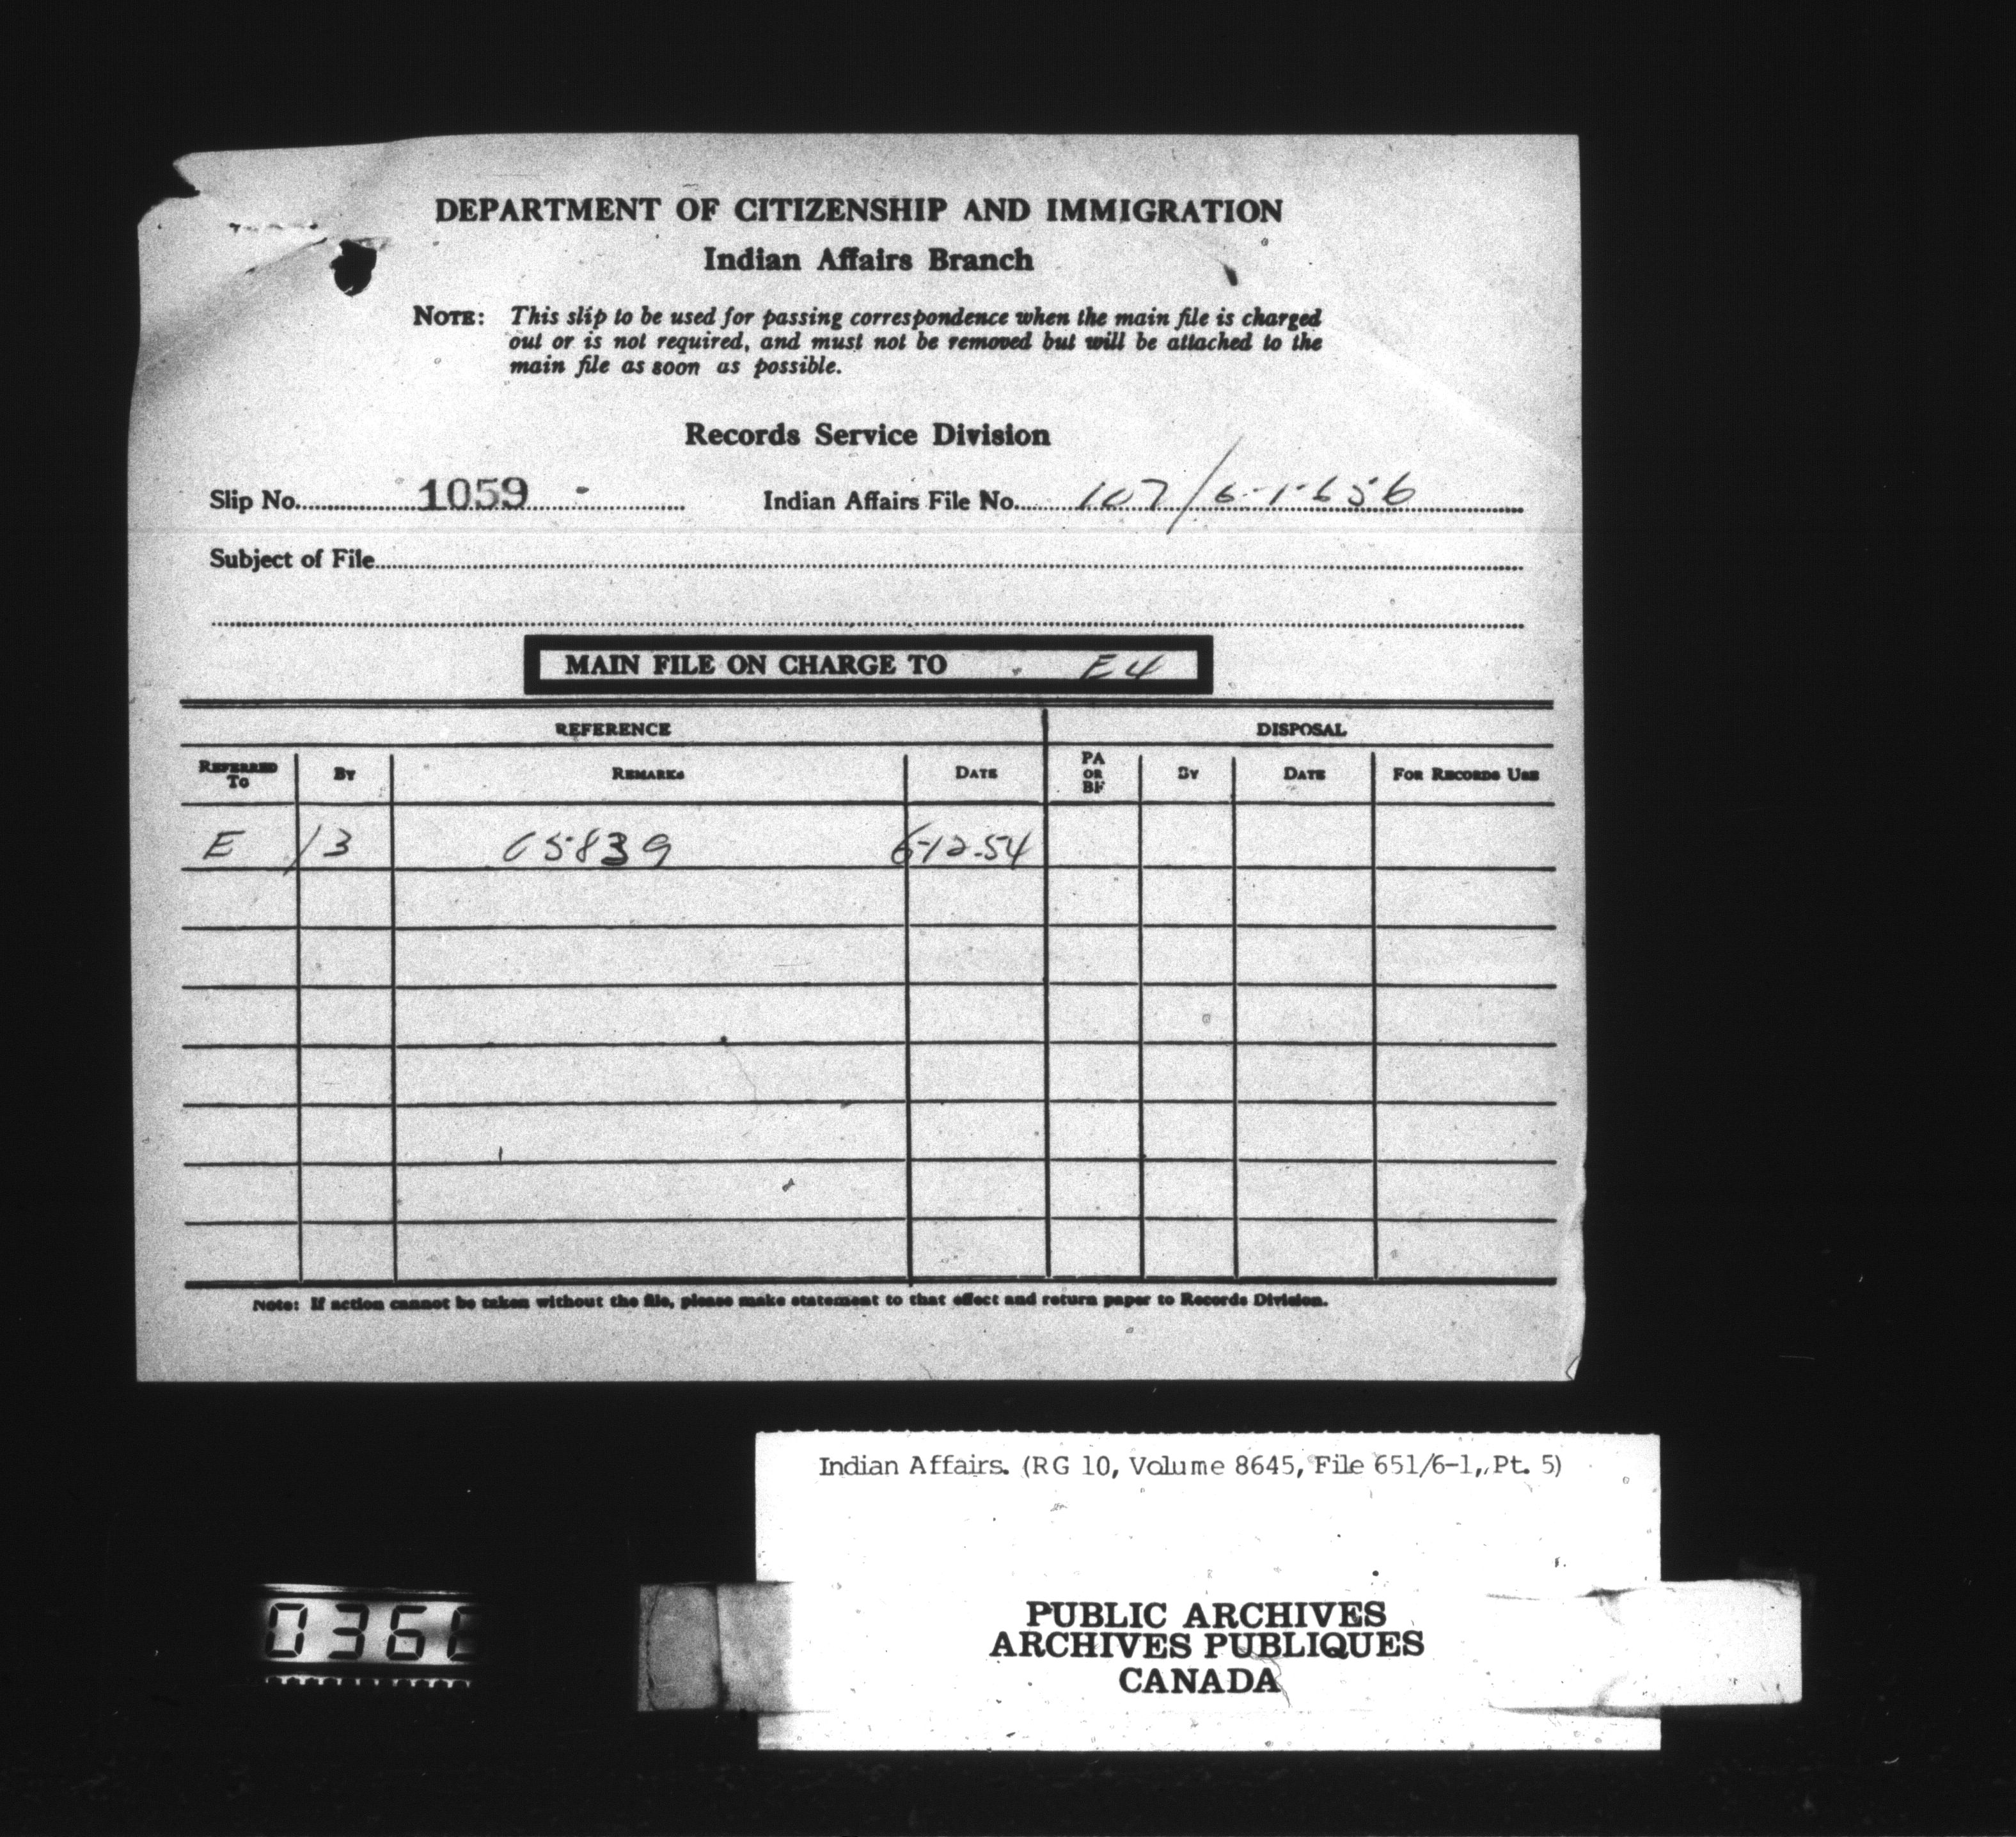 DEPARTMENT OF CITIZENSHIP AND IMMIGRATION
Indian Affairs Branch
NOTE: This slip to be used for passing correspondence when the main file is charged
out or is not required, and must not be removed but will be attached to the
main file as soon as possible.
Records Service Division
Slip No. 1059 Indian Affairs File No. 107/6-1-656
Subject of File
MAIN FILE ON CHARGE TO E4
REFERENCE DISPOSAL
REFERRED TO BY REMARKS DATE PA OR BF BY DATE FOR RECORDS USE
E/13 C5839 6-12-54
Note: If action cannot be taken without the file, please make statement to that effect and return paper to Records Division.
Indian Affairs. (RG 10, Volume 8645, File 651/6-1, Pt. 5)
PUBLIC ARCHIVES
ARCHIVES PUBLIQUES
CANADA